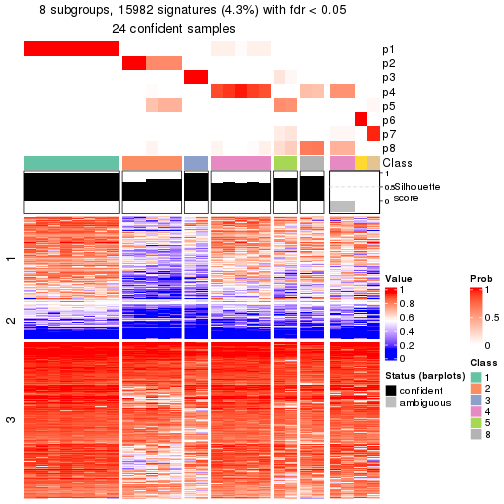 8 subgroups, 15982 signatures (4.3%) with fdr < 0.05
24 confident samples
p1
p2
p3
p4
p5
p6
p7
p8
Class
1
0.5
0
Silhouette
score
1
2
3
Value
1
0.8
0.6
0.4
0.2
0
Prob
1
0.5
0
Status (barplots)
confident
ambiguous
Class
1
2
3
4
5
8